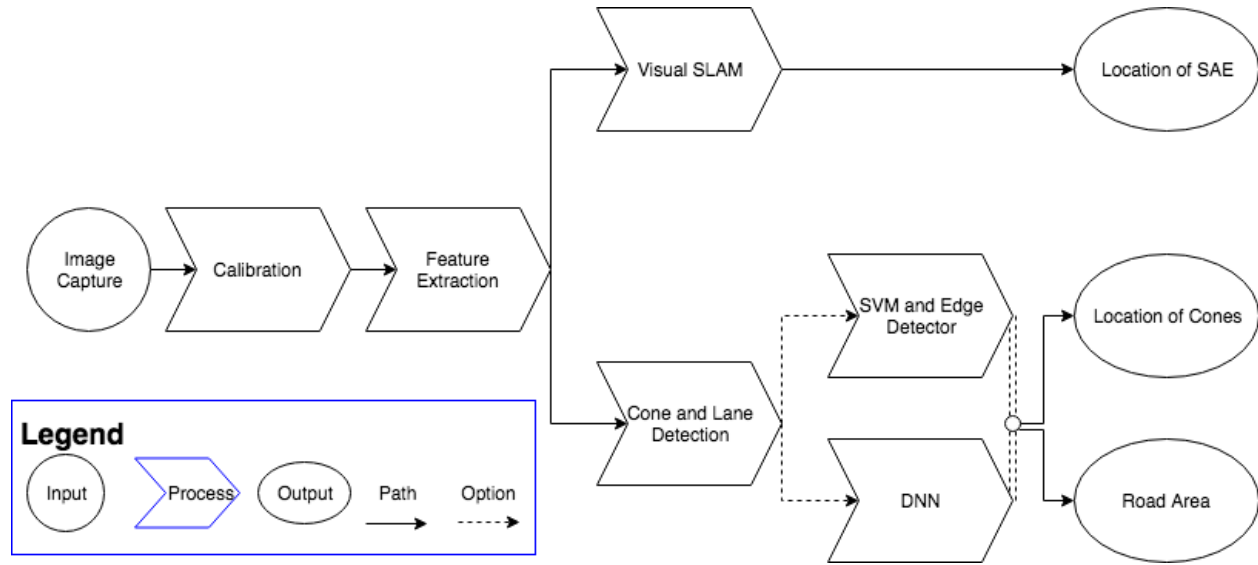 Visual SLAM
Location of SAE
Image
Capture
Calibration
Feature
Extraction
SVM and Edge
Detector
Location of Cones
Cone and Lane
Detection
DNN
Road Area
Legend
Input
Process
Output
Path
Option